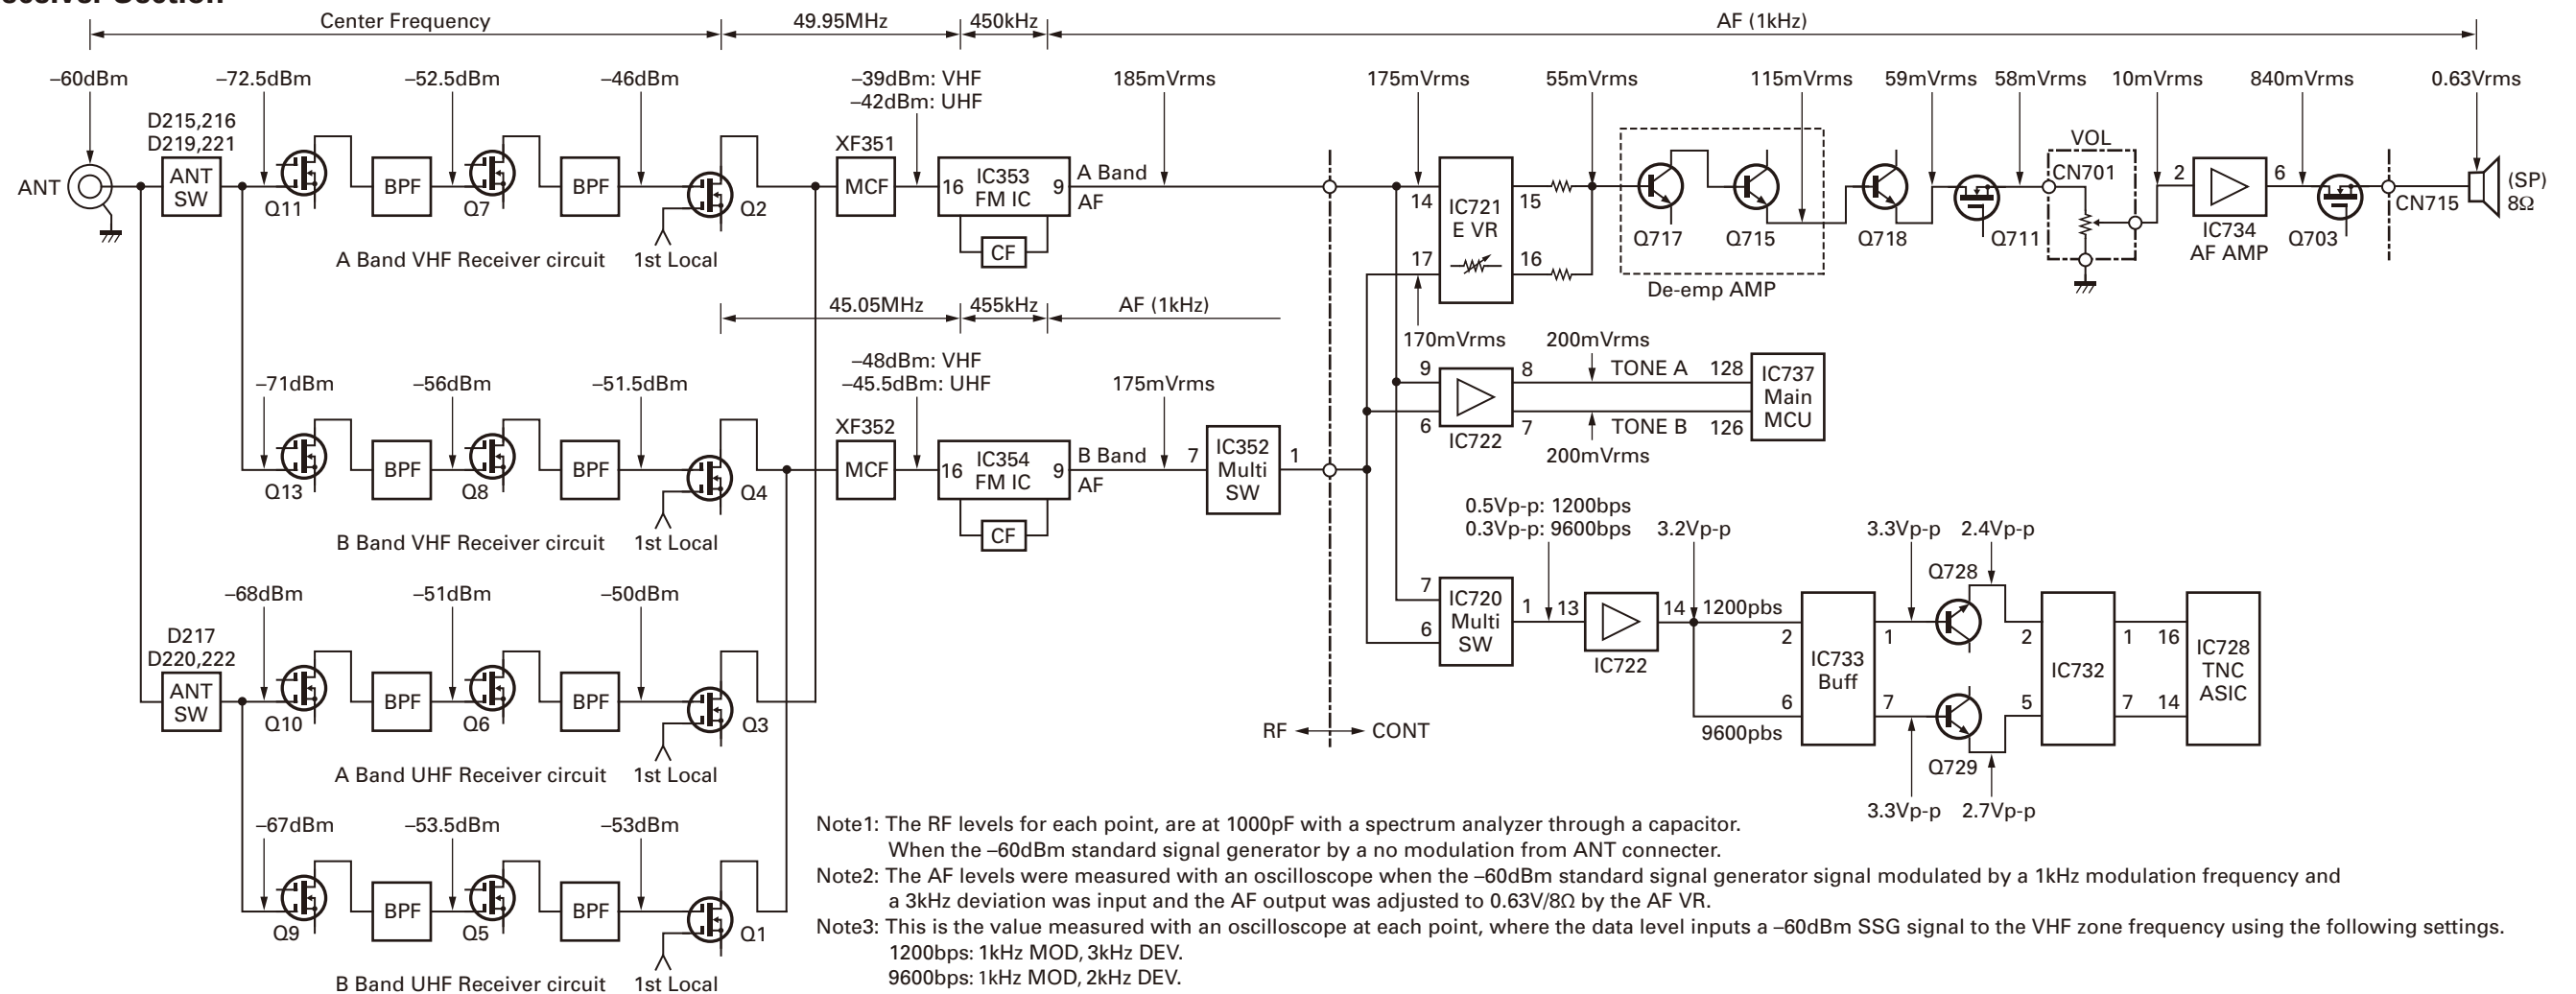 Center Frequency
49.95MHz
450kHz
AF (1kHz)
–60dBm
–72.5dBm
–52.5dBm
–46dBm
–39dBm: VHF
–42dBm: UHF
185mVrms
175mVrms
55mVrms
115mVrms
59mVrms
58mVrms
10mVrms
840mVrms
0.63Vrms
ANT
D215,216
D219,221
ANT
SW
Q11
BPF
Q7
BPF
Q2
XF351
MCF
16
IC353
FM IC
9
A Band
AF
CF
A Band VHF Receiver circuit
1st Local
14
17
IC721
E VR
15
16
Q717
Q715
De-emp AMP
Q718
Q711
VOL
CN701
2
6
IC734
AF AMP
Q703
CN715
(SP)
8Ω
45.05MHz
455kHz
AF (1kHz)
–71dBm
–56dBm
–51.5dBm
–48dBm: VHF
–45.5dBm: UHF
175mVrms
Q13
BPF
Q8
BPF
Q4
XF352
MCF
16
IC354
FM IC
9
B Band
AF
CF
7
IC352
Multi
SW
1
B Band VHF Receiver circuit
1st Local
170mVrms
200mVrms
9
6
IC722
8
7
TONE A
TONE B
128
126
IC737
Main
MCU
200mVrms
0.5Vp-p: 1200bps
0.3Vp-p: 9600bps
3.2Vp-p
3.3Vp-p
2.4Vp-p
7
6
IC720
Multi
SW
1
13
IC722
14
1200pbs
9600pbs
2
6
IC733
Buff
1
7
Q728
Q729
2
5
IC732
1
7
16
14
IC728
TNC
ASIC
3.3Vp-p
2.7Vp-p
RF
CONT
–68dBm
–51dBm
–50dBm
D217
D220,222
ANT
SW
Q10
BPF
Q6
BPF
Q3
A Band UHF Receiver circuit
1st Local
–67dBm
–53.5dBm
–53dBm
Q9
BPF
Q5
BPF
Q1
B Band UHF Receiver circuit
1st Local
Note1: The RF levels for each point, are at 1000pF with a spectrum analyzer through a capacitor.
When the –60dBm standard signal generator by a no modulation from ANT connecter.
Note2: The AF levels were measured with an oscilloscope when the –60dBm standard signal generator signal modulated by a 1kHz modulation frequency and
a 3kHz deviation was input and the AF output was adjusted to 0.63V/8Ω by the AF VR.
Note3: This is the value measured with an oscilloscope at each point, where the data level inputs a –60dBm SSG signal to the VHF zone frequency using the following settings.
1200bps: 1kHz MOD, 3kHz DEV.
9600bps: 1kHz MOD, 2kHz DEV.